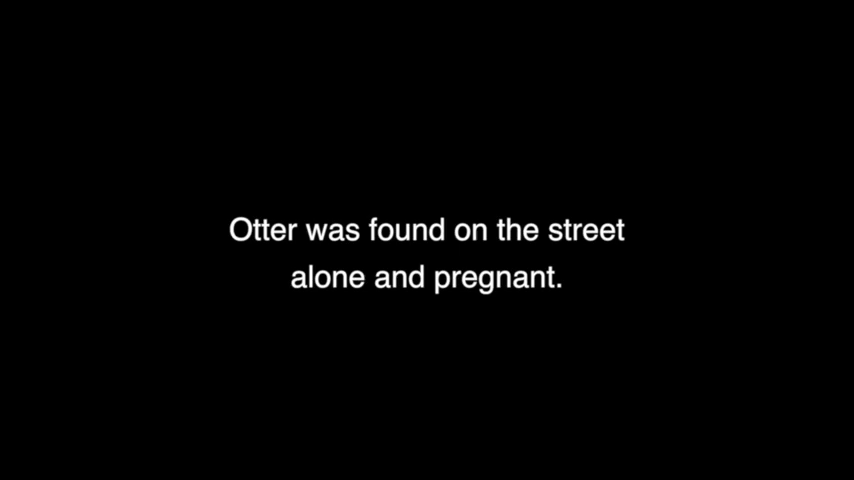 Otter was found on the street
alone and pregnant.